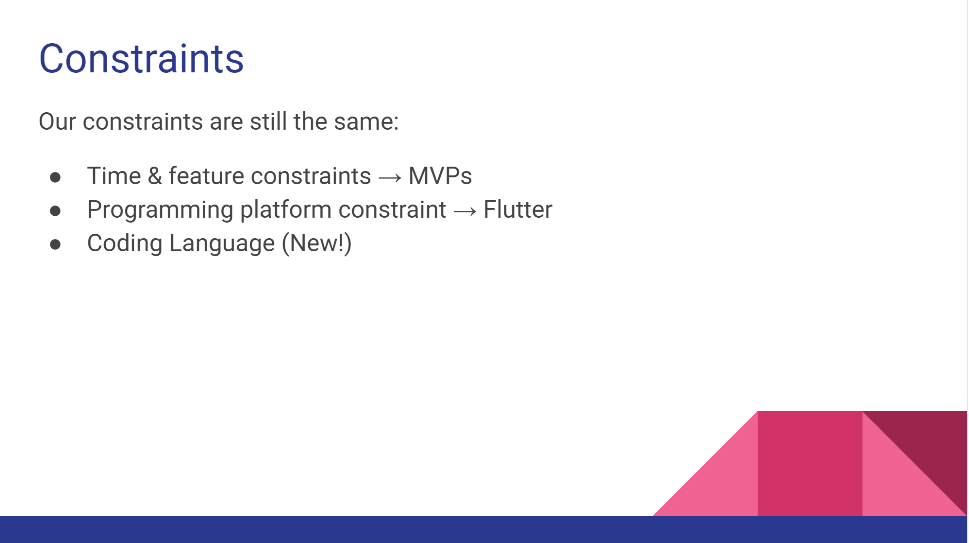 Constraints
Our constraints are still the same:
● Time & feature constraints → MVPs
● Programming platform constraint → Flutter
● Coding Language (New!)